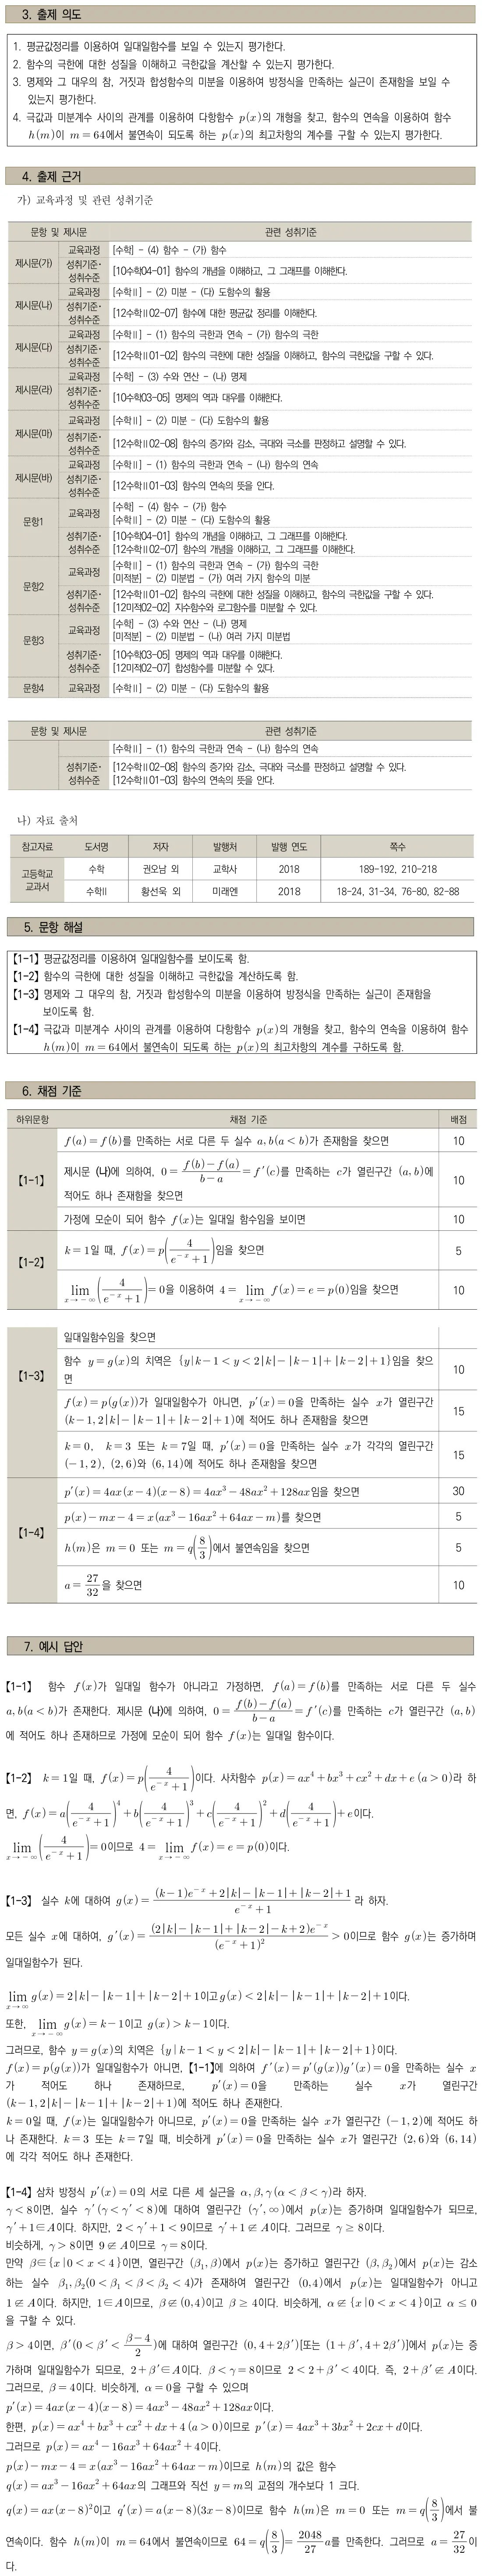 3. 출제 의도
1. 평균값정리를 이용하여 일대일함수를 보일 수 있는지 평가한다.
2. 함수의 극한에 대한 성질을 이해하고 극한값을 계산할 수 있는지 평가한다.
3. 명제와 그 대우의 참, 거짓과 합성함수의 미분을 이용하여 방정식을 만족하는 실근이 존재함을 보일 수
있는지 평가한다.
4. 극값과 미분계수 사이의 관계를 이용하여 다항함수 p(x)의 개형을 찾고, 함수의 연속을 이용하여 함수
h(m)이 m=64에서 불연속이 되도록 하는 p(x)의 최고차항의 계수를 구할 수 있는지 평가한다.
4. 출제 근거
가) 교육과정 및 관련 성취기준
문항 및 제시문 관련 성취기준
제시문(가) 교육과정 [수학] - (4) 함수 - (가) 함수
성취기준·성취수준 [10수학04-01] 함수의 개념을 이해하고, 그 그래프를 이해한다.
제시문(나) 교육과정 [수학Ⅱ] - (2) 미분 - (다) 도함수의 활용
성취기준·성취수준 [12수학Ⅱ02-07] 함수에 대한 평균값 정리를 이해한다.
제시문(다) 교육과정 [수학Ⅱ] - (1) 함수의 극한과 연속 - (가) 함수의 극한
성취기준·성취수준 [12수학Ⅱ01-02] 함수의 극한에 대한 성질을 이해하고, 함수의 극한값을 구할 수 있다.
제시문(라) 교육과정 [수학] - (3) 수와 연산 - (나) 명제
성취기준·성취수준 [10수학03-05] 명제의 역과 대우를 이해한다.
제시문(마) 교육과정 [수학Ⅱ] - (2) 미분 - (다) 도함수의 활용
성취기준·성취수준 [12수학Ⅱ02-08] 함수의 증가와 감소, 극대와 극소를 판정하고 설명할 수 있다.
제시문(바) 교육과정 [수학Ⅱ] - (1) 함수의 극한과 연속 - (나) 함수의 연속
성취기준·성취수준 [12수학Ⅱ01-03] 함수의 연속의 뜻을 안다.
문항1 교육과정 [수학] - (4) 함수 - (가) 함수
[수학Ⅱ] - (2) 미분 - (다) 도함수의 활용
성취기준·성취수준 [10수학04-01] 함수의 개념을 이해하고, 그 그래프를 이해한다.
[12수학Ⅱ02-07] 함수의 개념을 이해하고, 그 그래프를 이해한다.
문항2 교육과정 [수학Ⅱ] - (1) 함수의 극한과 연속 - (가) 함수의 극한
[미적분] - (2) 미분법 - (가) 여러 가지 함수의 미분
성취기준·성취수준 [12수학Ⅱ01-02] 함수의 극한에 대한 성질을 이해하고, 함수의 극한값을 구할 수 있다.
[12미적02-02] 지수함수와 로그함수를 미분할 수 있다.
문항3 교육과정 [수학] - (3) 수와 연산 - (나) 명제
[미적분] - (2) 미분법 - (나) 여러 가지 미분법
성취기준·성취수준 [10수학03-05] 명제의 역과 대우를 이해한다.
[12미적02-07] 합성함수를 미분할 수 있다.
문항4 교육과정 [수학Ⅱ] - (2) 미분 - (다) 도함수의 활용
문항 및 제시문 관련 성취기준
[수학Ⅱ] - (1) 함수의 극한과 연속 - (나) 함수의 연속
성취기준·성취수준 [12수학Ⅱ02-08] 함수의 증가와 감소, 극대와 극소를 판정하고 설명할 수 있다.
[12수학Ⅱ01-03] 함수의 연속의 뜻을 안다.
나) 자료 출처
참고자료 도서명 저자 발행처 발행 연도 쪽수
고등학교 교과서 수학 권오남 외 교학사 2018 189-192, 210-218
수학Ⅱ 황선욱 외 미래엔 2018 18-24, 31-34, 76-80, 82-88
5. 문항 해설
【1-1】 평균값정리를 이용하여 일대일함수를 보이도록 함.
【1-2】 함수의 극한에 대한 성질을 이해하고 극한값을 계산하도록 함.
【1-3】 명제와 그 대우의 참, 거짓과 합성함수의 미분을 이용하여 방정식을 만족하는 실근이 존재함을
보이도록 함.
【1-4】 극값과 미분계수 사이의 관계를 이용하여 다항함수 p(x)의 개형을 찾고, 함수의 연속을 이용하여 함수
h(m)이 m=64에서 불연속이 되도록 하는 p(x)의 최고차항의 계수를 구하도록 함.
6. 채점 기준
하위문항 채점 기준 배점
【1-1】 f(a)=f(b)를 만족하는 서로 다른 두 실수 a,b(a<b)가 존재함을 찾으면 10
제시문 (나)에 의하여, 0=(f(b)-f(a))/(b-a)=f′(c)를 만족하는 c가 열린구간 (a,b)에
적어도 하나 존재함을 찾으면 10
가정에 모순이 되어 함수 f(x)는 일대일 함수임을 보이면 10
【1-2】 k=1일 때, f(x)=p(4/(e^{-x}+1))임을 찾으면 5
lim_{x→-∞}(4/(e^{-x}+1))=0을 이용하여 4=lim_{x→-∞}f(x)=e=p(0)임을 찾으면 10
【1-3】 일대일함수임을 찾으면
함수 y=g(x)의 치역은 {y|k-1<y<2|k|-|k-1|+|k-2|+1}임을 찾으
면 10
f(x)=p(g(x))가 일대일함수가 아니면, p′(x)=0을 만족하는 실수 x가 열린구간
(k-1,2|k|-|k-1|+|k-2|+1)에 적어도 하나 존재함을 찾으면 15
k=0, k=3 또는 k=7일 때, p′(x)=0을 만족하는 실수 x가 각각의 열린구간
(-1,2), (2,6)와 (6,14)에 적어도 하나 존재함을 찾으면 15
【1-4】 p′(x)=4ax(x-4)(x-8)=4ax³-48ax²+128ax임을 찾으면 30
p(x)-mx-4=x(ax³-16ax²+64ax-m)를 찾으면 5
h(m)은 m=0 또는 m=q(8/3)에서 불연속임을 찾으면 5
a=27/32을 찾으면 10
7. 예시 답안
【1-1】 함수 f(x)가 일대일 함수가 아니라고 가정하면, f(a)=f(b)를 만족하는 서로 다른 두 실수
a,b(a<b)가 존재한다. 제시문 (나)에 의하여, 0=(f(b)-f(a))/(b-a)=f′(c)를 만족하는 c가 열린구간 (a,b)
에 적어도 하나 존재하므로 가정에 모순이 되어 함수 f(x)는 일대일 함수이다.
【1-2】 k=1일 때, f(x)=p(4/(e^{-x}+1))이다. 사차함수 p(x)=ax⁴+bx³+cx²+dx+e(a>0)라 하
면, f(x)=a(4/(e^{-x}+1))⁴+b(4/(e^{-x}+1))³+c(4/(e^{-x}+1))²+d(4/(e^{-x}+1))+e이다.
lim_{x→-∞}(4/(e^{-x}+1))=0이므로 4=lim_{x→-∞}f(x)=e=p(0)이다.
【1-3】 실수 k에 대하여 g(x)=((k-1)e^{-x}+2|k|-|k-1|+|k-2|+1)/(e^{-x}+1) 라 하자.
모든 실수 x에 대하여, g′(x)=((2|k|-|k-1|+|k-2|-k+2)e^{-x})/(e^{-x}+1)²>0이므로 함수 g(x)는 증가하며
일대일함수가 된다.
lim_{x→∞}g(x)=2|k|-|k-1|+|k-2|+1이고 g(x)<2|k|-|k-1|+|k-2|+1이다.
또한, lim_{x→-∞}g(x)=k-1이고 g(x)>k-1이다.
그러므로, 함수 y=g(x)의 치역은 {y|k-1<y<2|k|-|k-1|+|k-2|+1}이다.
f(x)=p(g(x))가 일대일함수가 아니면, 【1-1】에 의하여 f′(x)=p′(g(x))g′(x)=0을 만족하는 실수 x
가 적어도 하나 존재하므로, p′(x)=0을 만족하는 실수 x가 열린구간
(k-1,2|k|-|k-1|+|k-2|+1)에 적어도 하나 존재한다.
k=0일 때, f(x)는 일대일함수가 아니므로, p′(x)=0을 만족하는 실수 x가 열린구간 (-1,2)에 적어도 하
나 존재한다. k=3 또는 k=7일 때, 비슷하게 p′(x)=0을 만족하는 실수 x가 열린구간 (2,6)와 (6,14)
에 각각 적어도 하나 존재한다.
【1-4】 삼차 방정식 p′(x)=0의 서로 다른 세 실근을 α,β,γ(α<β<γ)라 하자.
γ<8이면, 실수 γ′(γ<γ′<8)에 대하여 열린구간 (γ′,∞)에서 p(x)는 증가하며 일대일함수가 되므로,
γ′+1∈A이다. 하지만, 2<γ′+1<9이므로 γ′+1∉A이다. 그러므로 γ≥8이다.
비슷하게, γ>8이면 9∉A이므로 γ=8이다.
만약 β∈{x|0<x<4}이면, 열린구간 (β₁,β)에서 p(x)는 증가하고 열린구간 (β,β₂)에서 p(x)는 감소
하는 실수 β₁,β₂(0<β₁<β<β₂<4)가 존재하여 열린구간 (0,4)에서 p(x)는 일대일함수가 아니고
1∉A이다. 하지만, 1∈A이므로, β∉(0,4)이고 β≥4이다. 비슷하게, α∉{x|0<x<4}이고 α≤0
을 구할 수 있다.
β>4이면, β′(0<β′<(β-4)/2)에 대하여 열린구간 (0,4+2β′)[또는 (1+β′,4+2β′)]에서 p(x)는 증
가하며 일대일함수가 되므로, 2+β′∈A이다. β<γ=8이므로 2<2+β′<4이다. 즉, 2+β′∉A이다.
그러므로, β=4이다. 비슷하게, α=0을 구할 수 있으며
p′(x)=4ax(x-4)(x-8)=4ax³-48ax²+128ax이다.
한편, p(x)=ax⁴+bx³+cx²+dx+4(a>0)이므로 p′(x)=4ax³+3bx²+2cx+d이다.
그러므로 p(x)=ax⁴-16ax³+64ax²+4이다.
p(x)-mx-4=x(ax³-16ax²+64ax-m)이므로 h(m)의 값은 함수
q(x)=ax³-16ax²+64ax의 그래프와 직선 y=m의 교점의 개수보다 1 크다.
q(x)=ax(x-8)²이고 q′(x)=a(x-8)(3x-8)이므로 함수 h(m)은 m=0 또는 m=q(8/3)에서 불
연속이다. 함수 h(m)이 m=64에서 불연속이므로 64=q(8/3)=2048/27 a를 만족한다. 그러므로 a=27/32이
다.